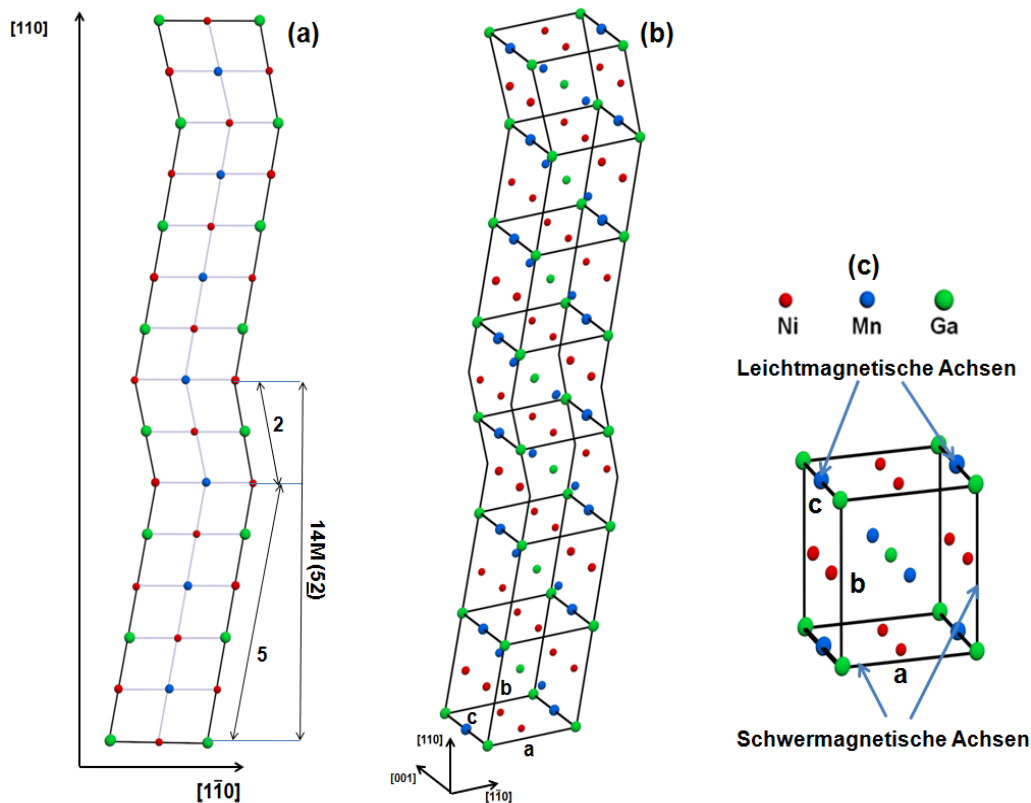 [110]
(a)
2
14M (52)
5
[11̄0]
(b)
b
c
a
[110]
[001]
[11̄0]
(c)
Ni Mn Ga
Leichtmagnetische Achsen
c
b
a
Schwermagnetische Achsen